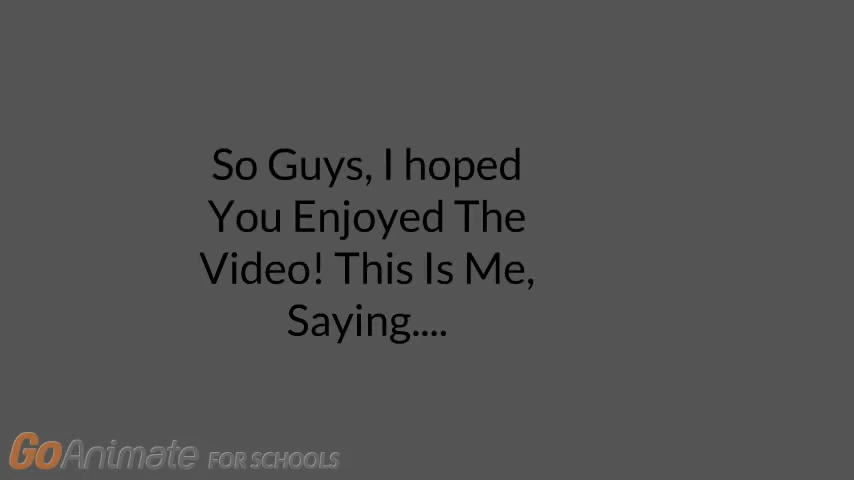 So Guys, I hoped
You Enjoyed The
Video! This Is Me,
Saying....
GoAnimate FOR SCHOOLS